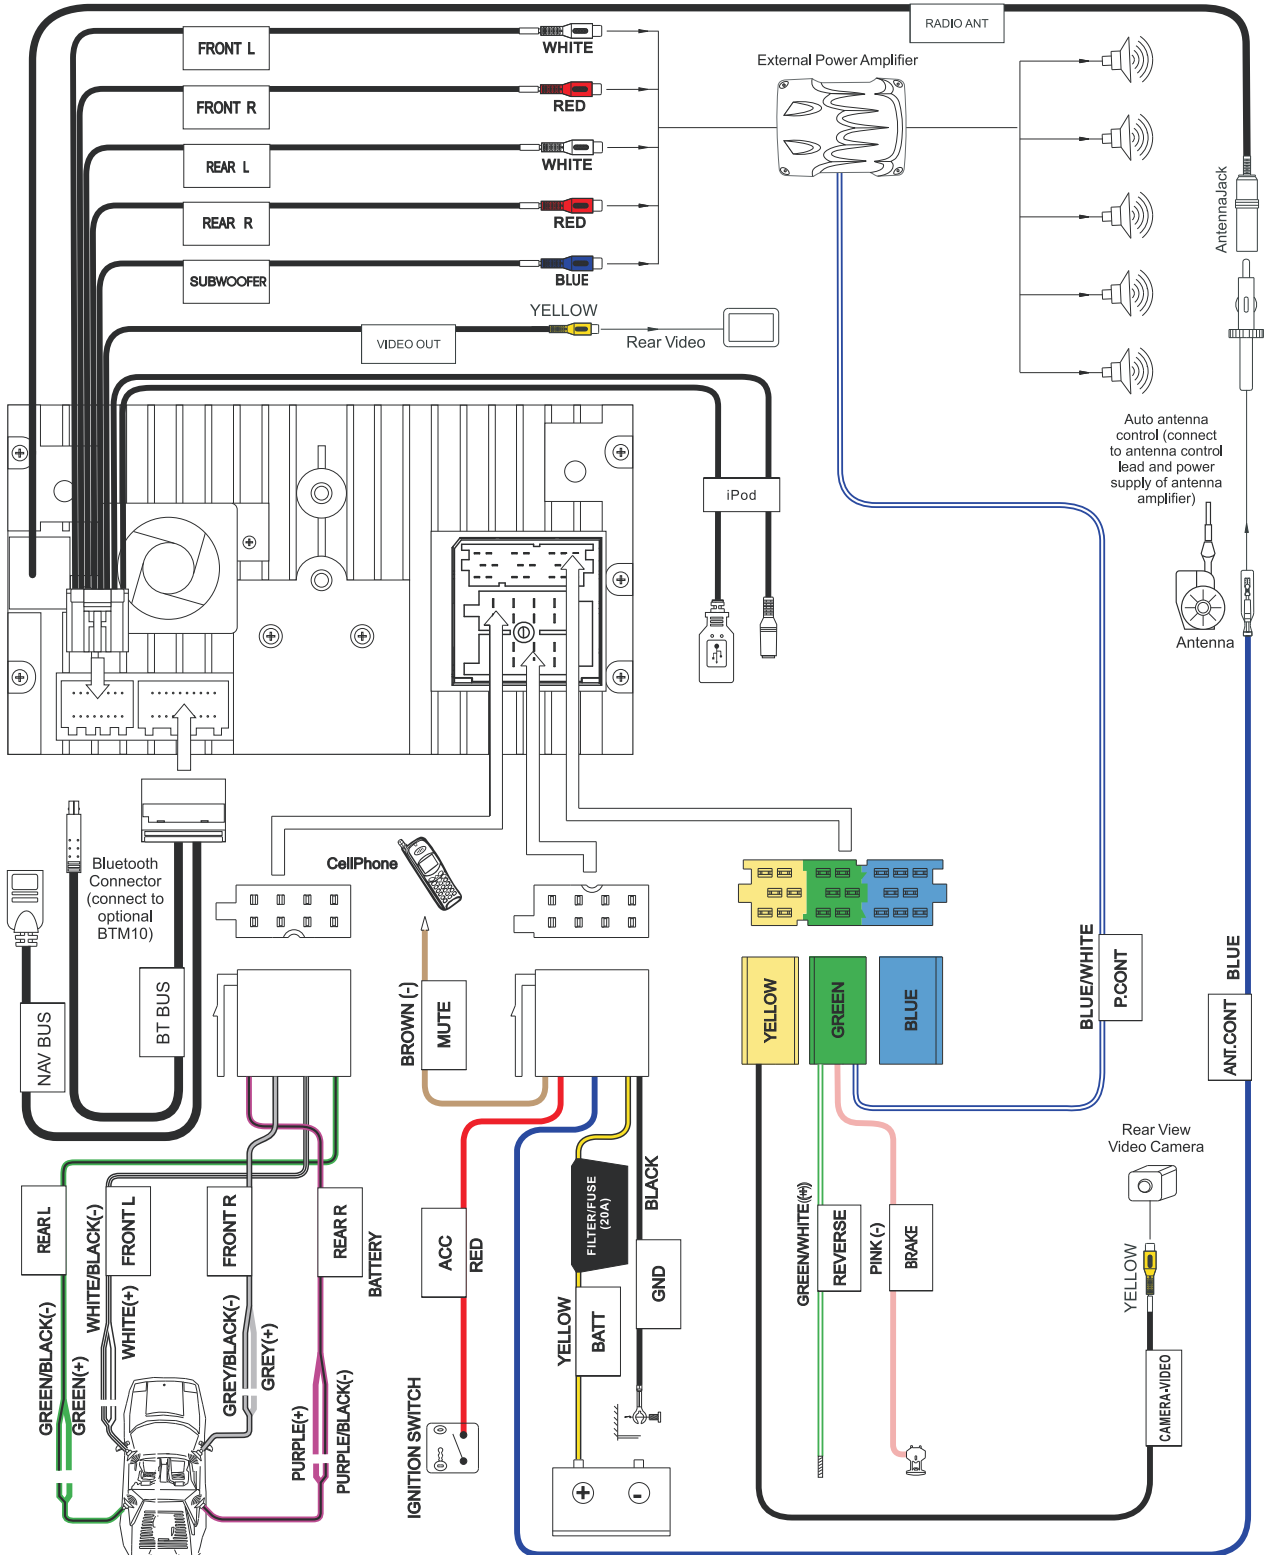 RADIO ANT
FRONT L
WHITE
External Power Amplifier
FRONT R
RED
REAR L
WHITE
REAR R
RED
AntennaJack
SUBWOOFER
BLUE
YELLOW
VIDEO OUT
Rear Video
Auto antenna
control (connect
to antenna control
lead and power
supply of antenna
amplifier)
iPod
Antenna
Bluetooth
Connector
(connect to
optional
BTM10)
CellPhone
NAV BUS
BT BUS
BROWN (-)
MUTE
YELLOW
GREEN
BLUE
BLUE/WHITE
P.CONT
BLUE
ANT.CONT
Rear View
Video Camera
REAR L
WHITE/BLACK(-)
FRONT L
FRONT R
REAR R
BATTERY
ACC
RED
FILTER/FUSE
(20A)
BLACK
GND
GREEN/WHITE((+)
REVERSE
PINK (-)
BRAKE
YELLOW
GREEN/BLACK(-)
GREEN(+)
WHITE(+)
GREY/BLACK(-)
GREY(+)
PURPLE(+)
PURPLE/BLACK(-)
IGNITION SWITCH
YELLOW
BATT
CAMERA-VIDEO
+
-